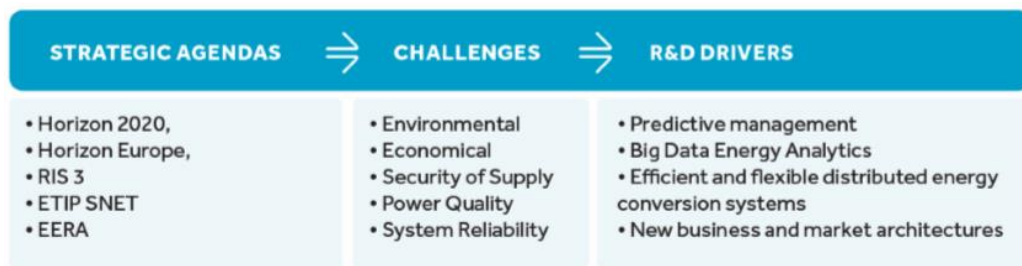 STRATEGIC AGENDAS
⇒
CHALLENGES
⇒
R&D DRIVERS
• Horizon 2020,
• Horizon Europe,
• RIS 3
• ETIP SNET
• EERA
• Environmental
• Economical
• Security of Supply
• Power Quality
• System Reliability
• Predictive management
• Big Data Energy Analytics
• Efficient and flexible distributed energy
conversion systems
• New business and market architectures